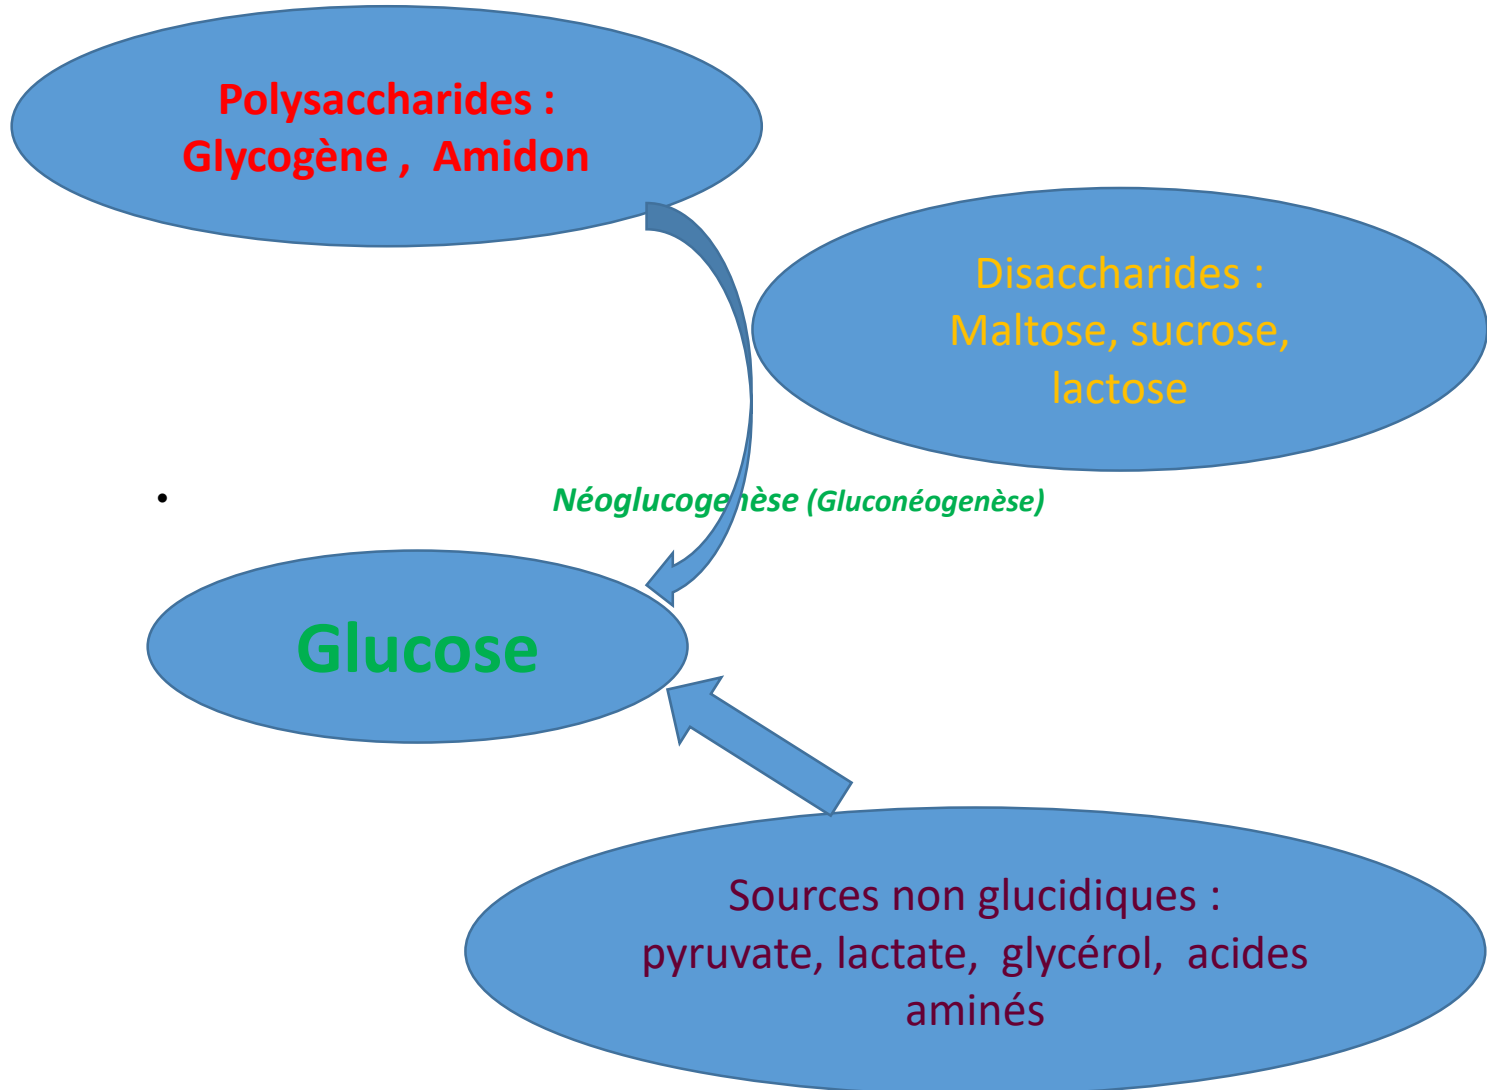 Polysaccharides :
Glycogène , Amidon
Disaccharides :
Maltose, sucrose,
lactose
• Néoglucogenèse (Gluconéogenèse)
Glucose
Sources non glucidiques :
pyruvate, lactate, glycérol, acides
aminés